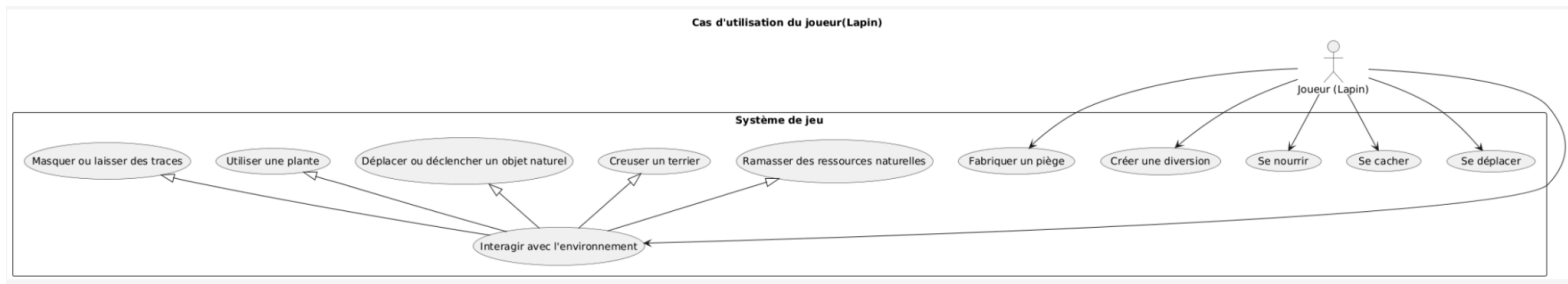 Cas d'utilisation du joueur(Lapin)
Joueur (Lapin)
Système de jeu
Masquer ou laisser des traces
Utiliser une plante
Déplacer ou déclencher un objet naturel
Creuser un terrier
Ramasser des ressources naturelles
Fabriquer un piège
Créer une diversion
Se nourrir
Se cacher
Se déplacer
Interagir avec l'environnement